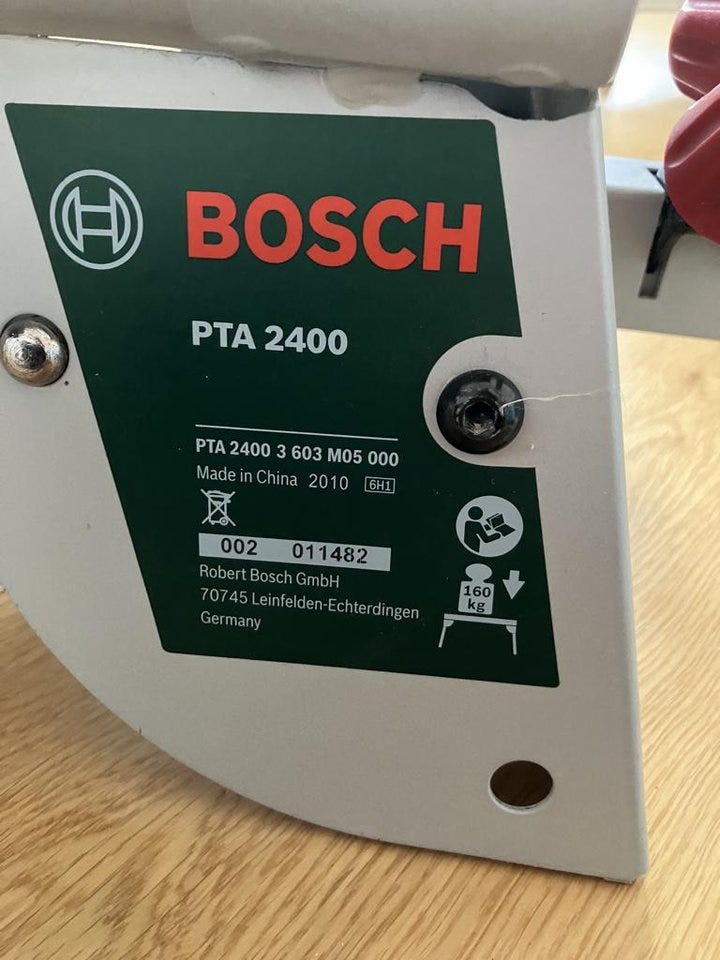 BOSCH
PTA 2400
PTA 2400 3 603 M05 000
Made in China 2010 6H1
002 011482
Robert Bosch GmbH
70745 Leinfelden-Echterdingen
Germany
160
kg